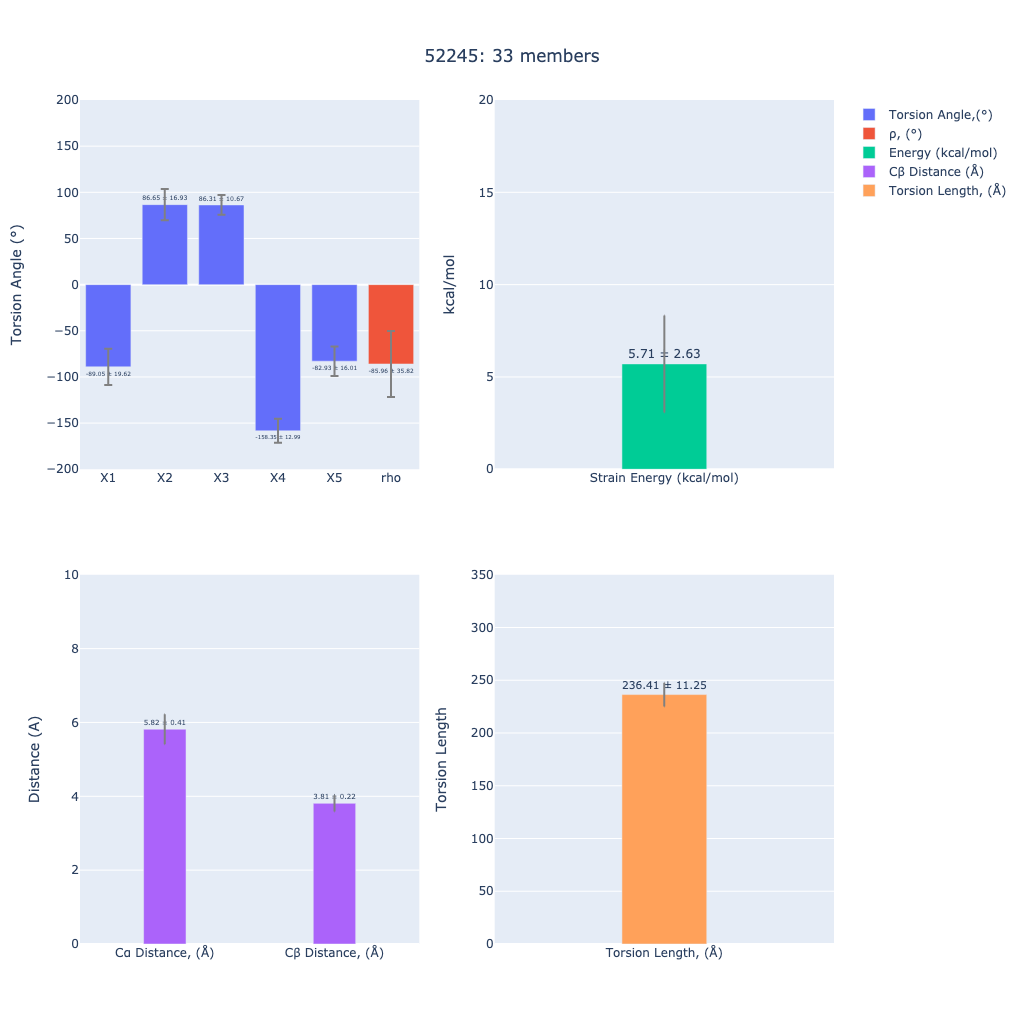 52245: 33 members
Torsion Angle (°)
200
150
100
50
0
−50
−100
−150
−200
86.65 ± 16.93
86.31 ± 10.67
-89.05 ± 19.62
-82.93 ± 16.01
-85.96 ± 35.82
-158.35 ± 12.99
X1 X2 X3 X4 X5 rho
kcal/mol
20
15
10
5
0
5.71 ± 2.63
Strain Energy (kcal/mol)
Torsion Angle,(°)
ρ, (°)
Energy (kcal/mol)
Cβ Distance (Å)
Torsion Length, (Å)
Distance (A)
10
8
6
4
2
0
5.82 ± 0.41
3.81 ± 0.22
Cα Distance, (Å) Cβ Distance, (Å)
Torsion Length
350
300
250
200
150
100
50
0
236.41 ± 11.25
Torsion Length, (Å)